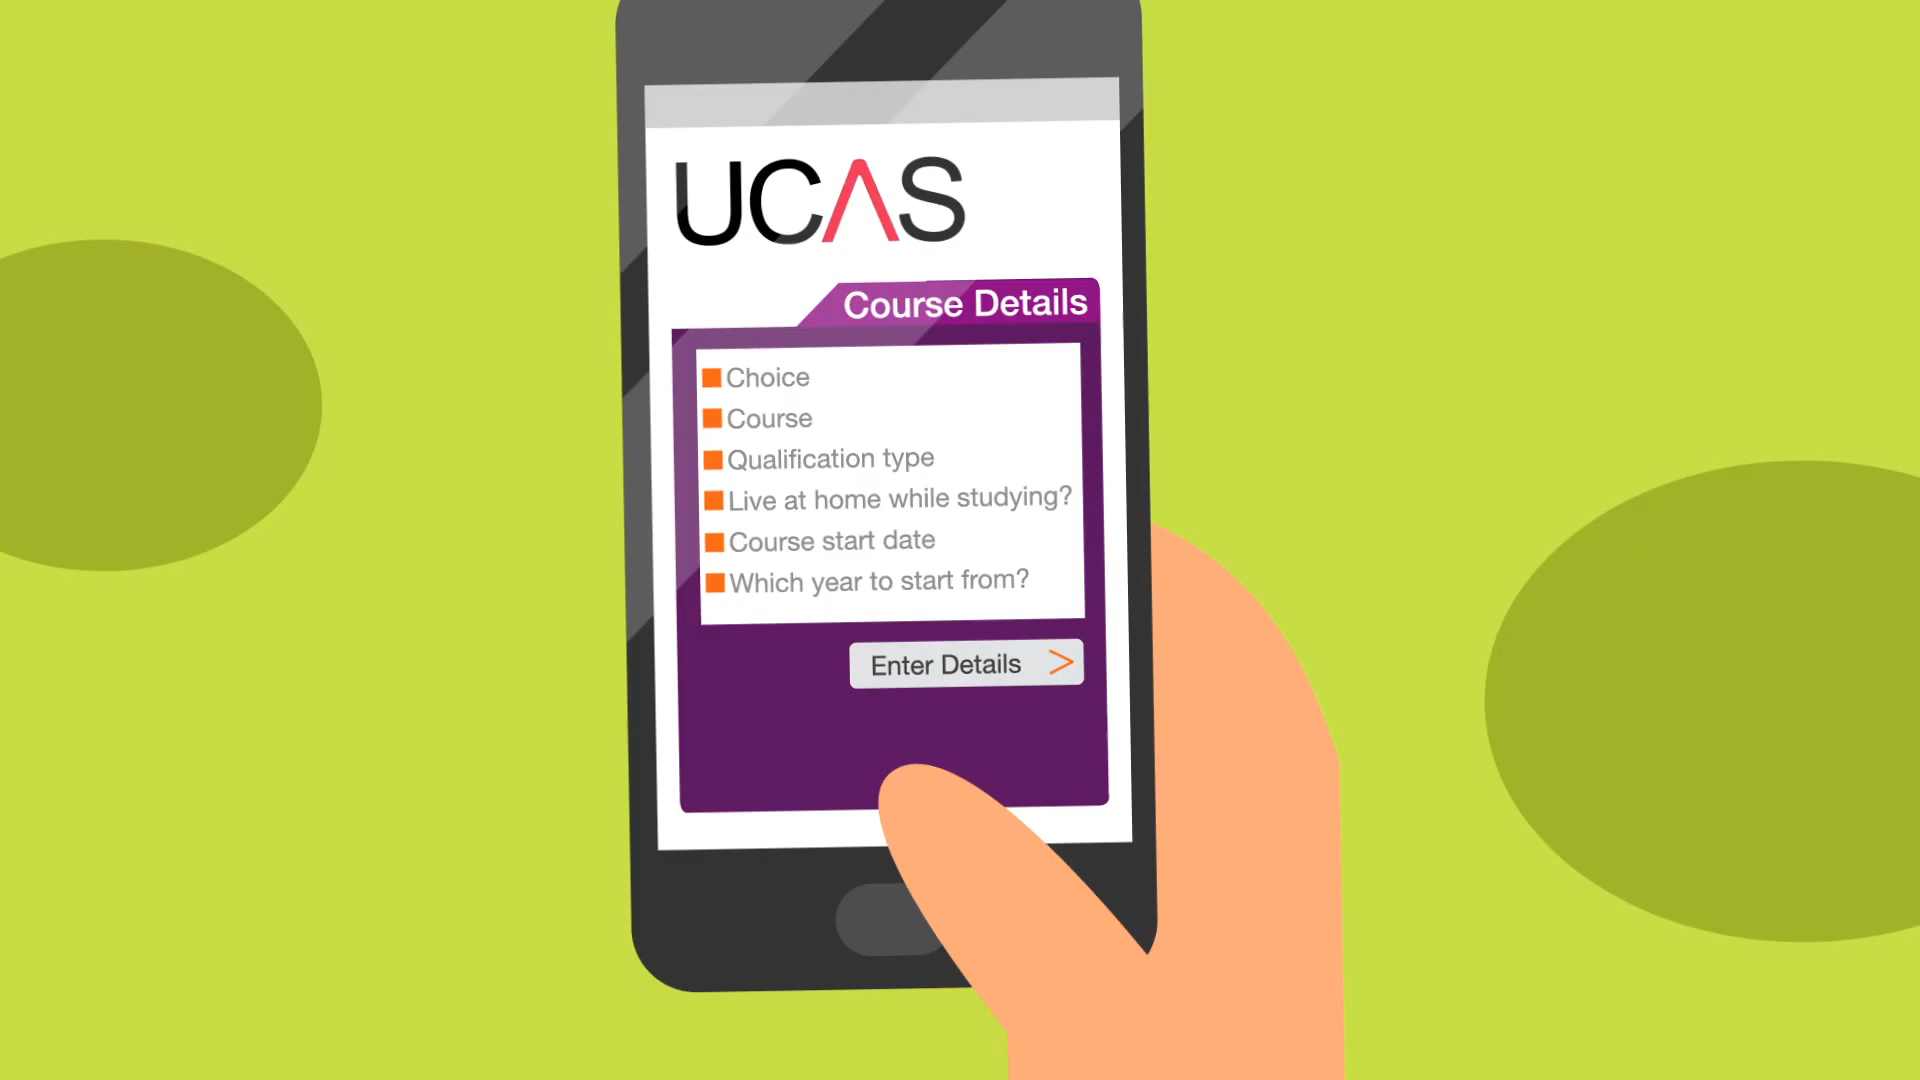 UCAS
Course Details
Choice
Course
Qualification type
Live at home while studying?
Course start date
Which year to start from?
Enter Details >